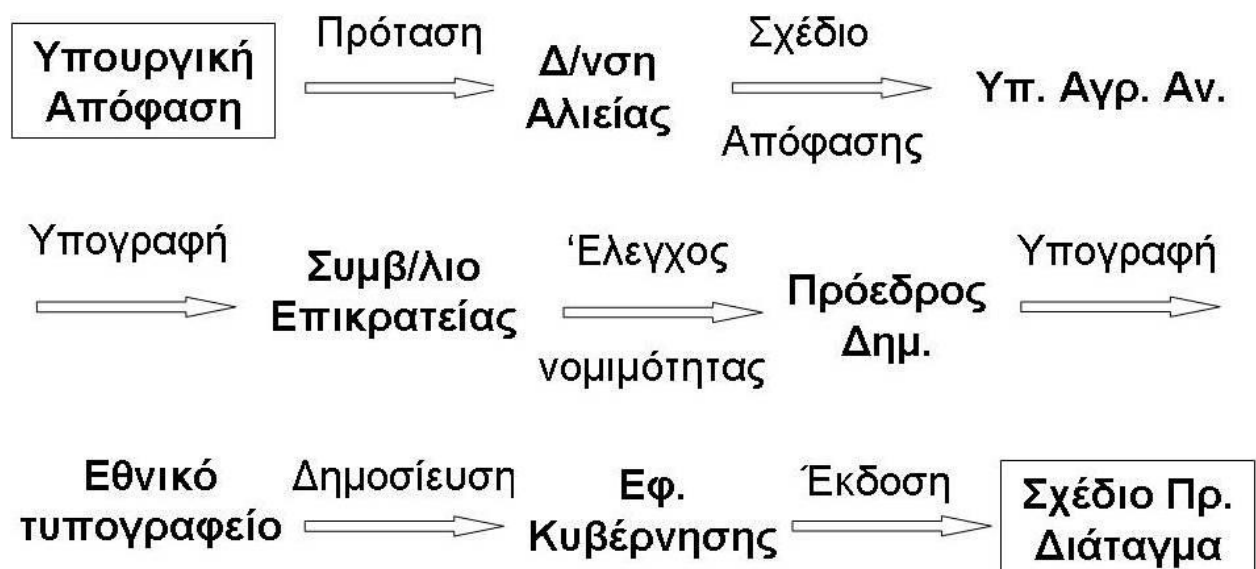 Υπουργική
Απόφαση
Πρόταση
Δ/νση
Αλιείας
Σχέδιο
Απόφασης
Υπ. Αγρ. Αν.
Υπογραφή
Συμβ/λιο
Επικρατείας
‘Ελεγχος
νομιμότητας
Πρόεδρος
Δημ.
Υπογραφή
Εθνικό
τυπογραφείο
Δημοσίευση
Εφ.
Κυβέρνησης
Έκδοση
Σχέδιο Πρ.
Διάταγμα